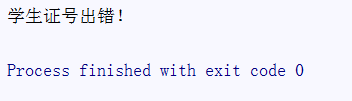 学生证号出错！
Process finished with exit code 0